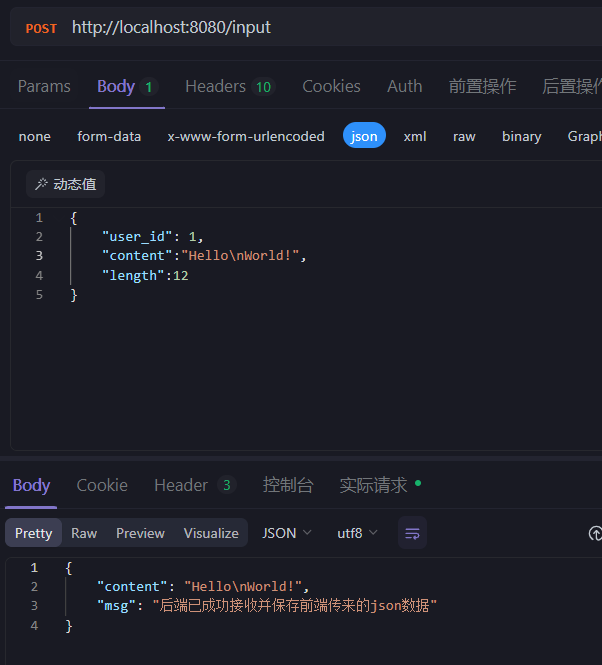 POST http://localhost:8080/input
Params Body 1 Headers 10 Cookies Auth 前置操作 后置操作
none form-data x-www-form-urlencoded json xml raw binary Graph
动态值
1 {
2 "user_id": 1,
3 "content":"Hello\nWorld!",
4 "length":12
5 }
Body Cookie Header 3 控制台 实际请求
Pretty Raw Preview Visualize JSON utf8
1 {
2 "content": "Hello\nWorld!",
3 "msg": "后端已成功接收并保存前端传来的json数据"
4 }